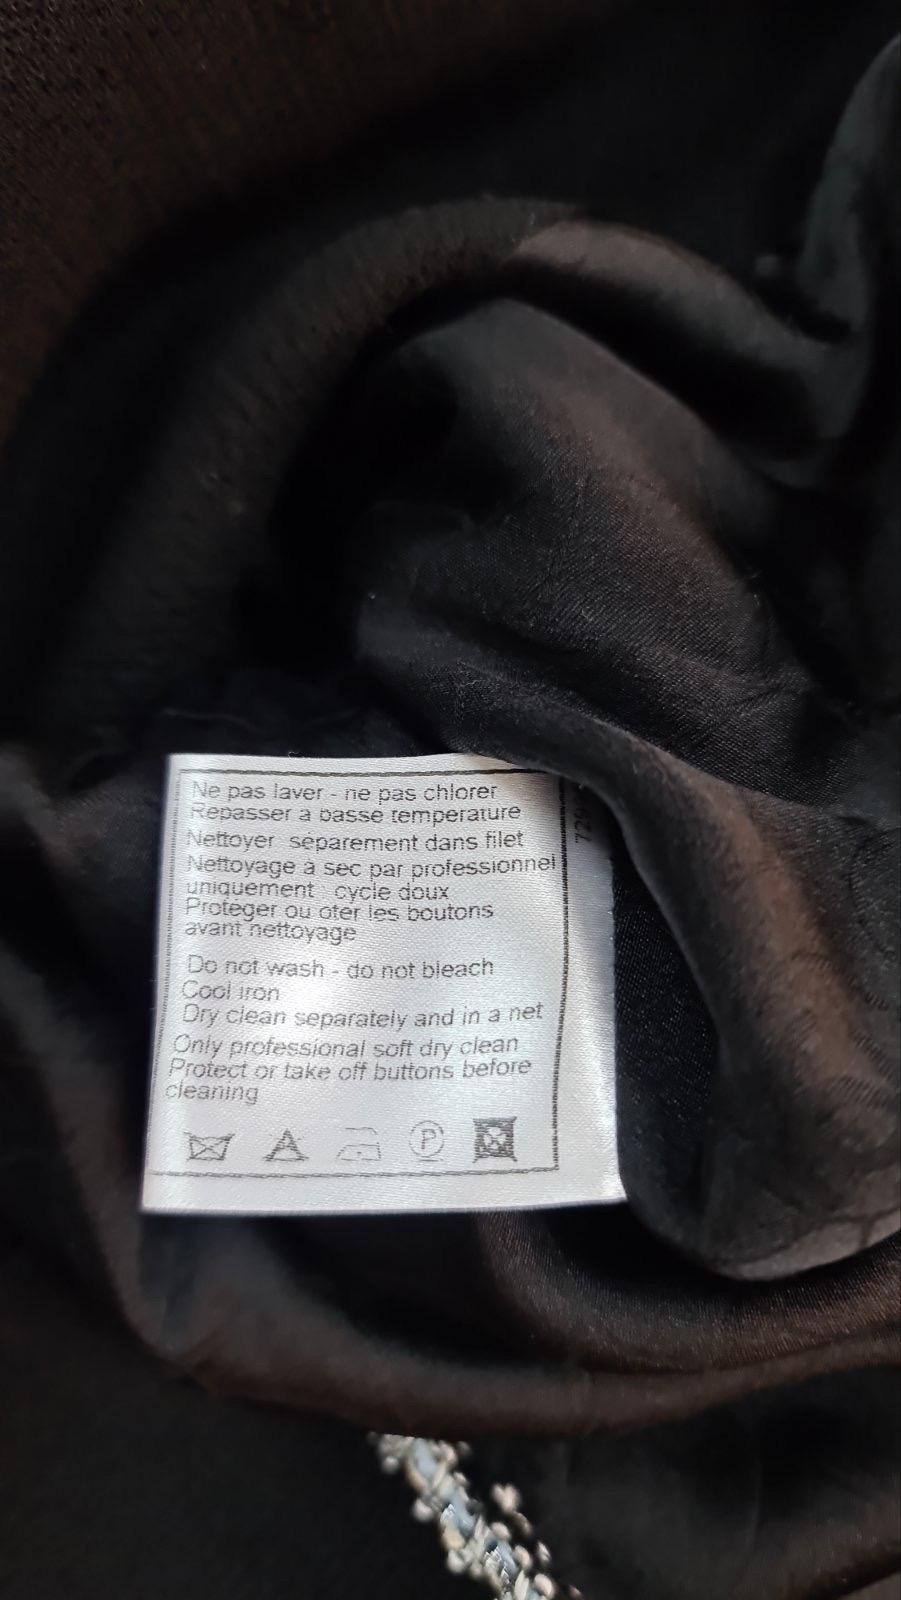 Ne pas laver - ne pas chlorer
Repasser à basse temperature
Nettoyer séparement dans filet
Nettoyage à sec par professionnel
uniquement cycle doux
Proteger ou oter les boutons
avant nettoyage
Do not wash - do not bleach
Cool iron
Dry clean separately and in a net
Only professional soft dry clean
Protect or take off buttons before
cleaning
P